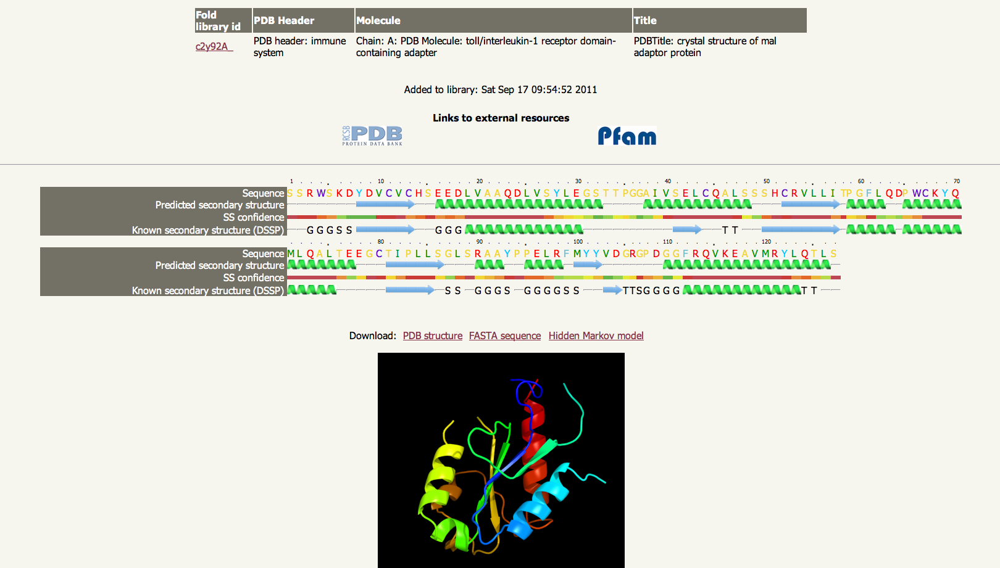 Fold library id PDB Header Molecule Title
c2y92A_ PDB header: immune system Chain: A: PDB Molecule: toll/interleukin-1 receptor domain-containing adapter PDBTitle: crystal structure of mal adaptor protein
Added to library: Sat Sep 17 09:54:52 2011
Links to external resources
RCSB PDB PROTEIN DATA BANK
Pfam
1 . . . . 10 . . . . 20 . . . . 30 . . . . 40 . . . . 50 . . . . 60 . . . . 70
Sequence SSRWSKDYDVCVCHSEEDLVAAQDLVSYLEGSTTPGGAIVSELCQALSSSHCRVLLITPGFLQDPWCKYQ
Predicted secondary structure
SS confidence
Known secondary structure (DSSP) GGGSS GGG TT
80 90 100 110 120
Sequence MLQALTEEGCTIPLLSGLSRAAYPPELRFMYYVDGRGPDGGFRQVKEAVMRYLQTLS
Predicted secondary structure
SS confidence
Known secondary structure (DSSP) SS GGGS GGGGSS TTSGGGG TT
Download: PDB structure FASTA sequence Hidden Markov model